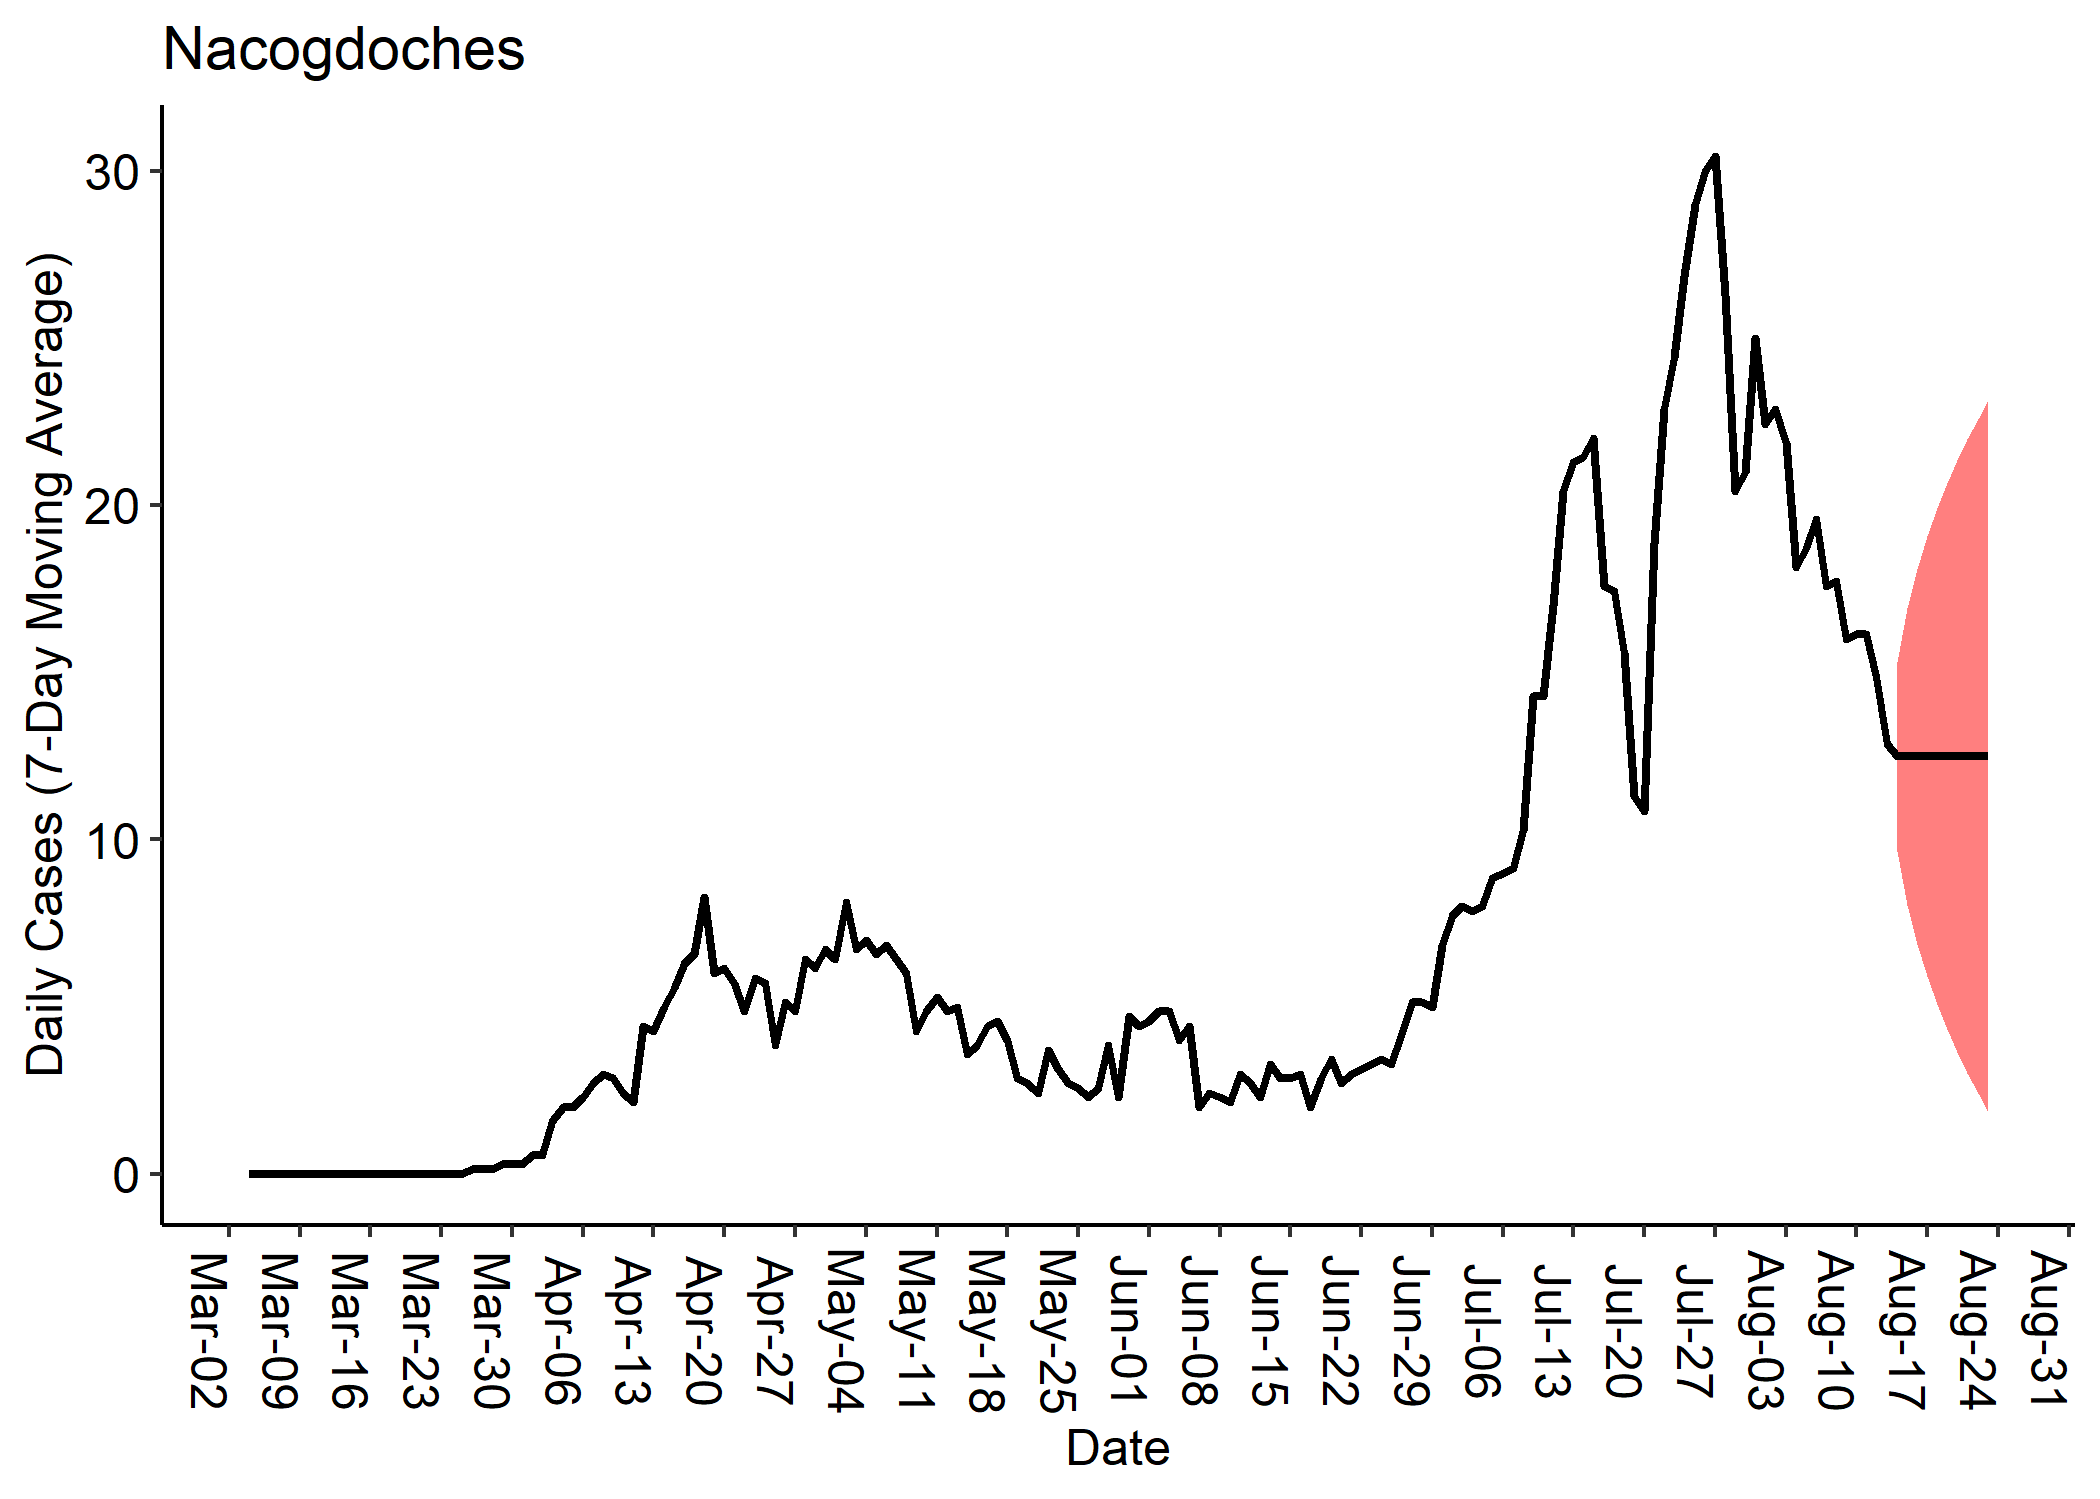 Nacogdoches
Daily Cases (7-Day Moving Average)
30
20
10
0
Mar-02
Mar-09
Mar-16
Mar-23
Mar-30
Apr-06
Apr-13
Apr-20
Apr-27
May-04
May-11
May-18
May-25
Jun-01
Jun-08
Jun-15
Jun-22
Jun-29
Jul-06
Jul-13
Jul-20
Jul-27
Aug-03
Aug-10
Aug-17
Aug-24
Aug-31
Date